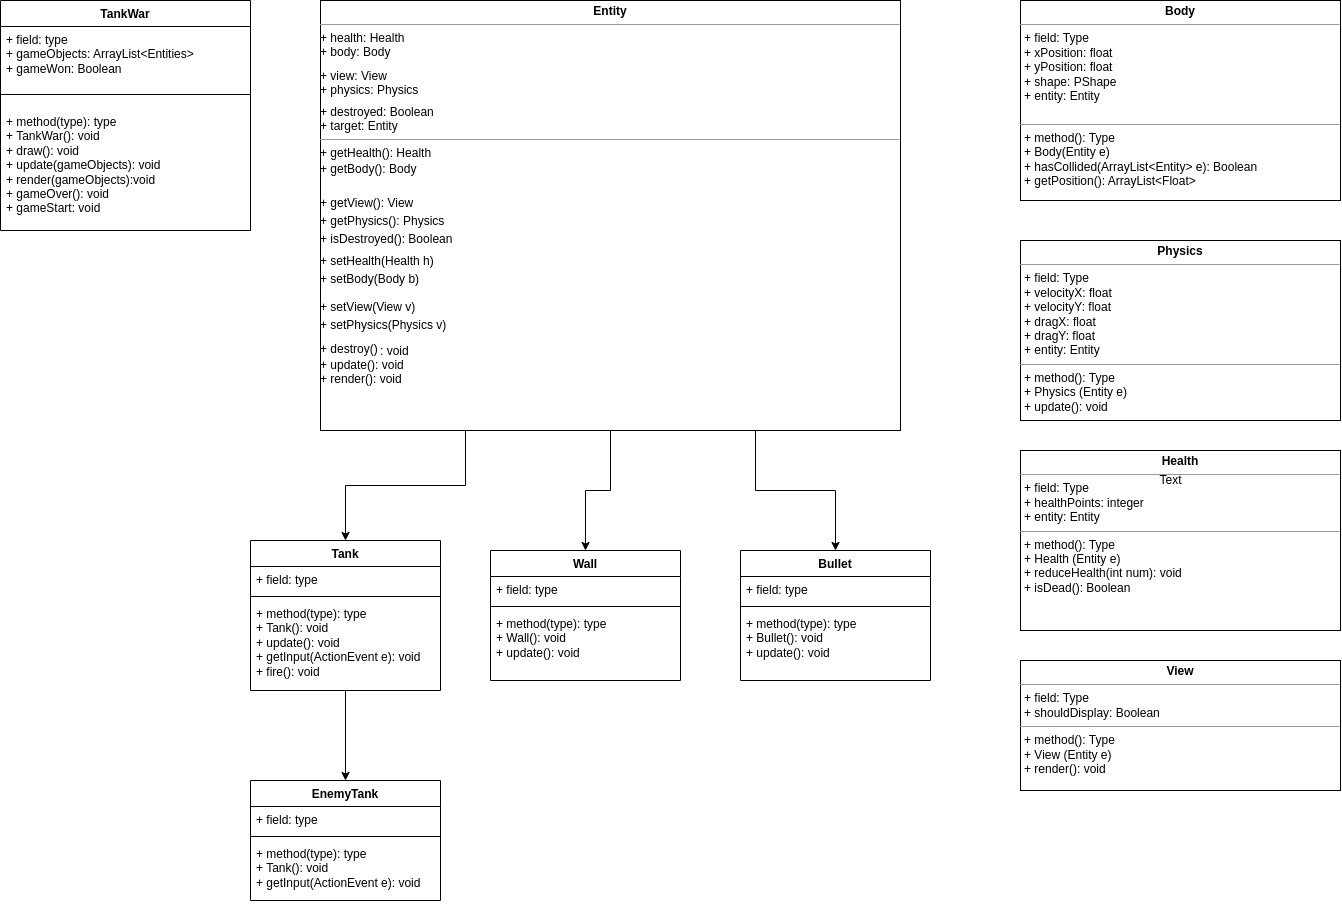 TankWar
+ field: type
+ gameObjects: ArrayList<Entities>
+ gameWon: Boolean
+ method(type): type
+ TankWar(): void
+ draw(): void
+ update(gameObjects): void
+ render(gameObjects):void
+ gameOver(): void
+ gameStart: void
Entity
+ health: Health
+ body: Body
+ view: View
+ physics: Physics
+ destroyed: Boolean
+ target: Entity
+ getHealth(): Health
+ getBody(): Body
+ getView(): View
+ getPhysics(): Physics
+ isDestroyed(): Boolean
+ setHealth(Health h)
+ setBody(Body b)
+ setView(View v)
+ setPhysics(Physics v)
+ destroy() : void
+ update(): void
+ render(): void
Body
+ field: Type
+ xPosition: float
+ yPosition: float
+ shape: PShape
+ entity: Entity
+ method(): Type
+ Body(Entity e)
+ hasCollided(ArrayList<Entity> e): Boolean
+ getPosition(): ArrayList<Float>
Physics
+ field: Type
+ velocityX: float
+ velocityY: float
+ dragX: float
+ dragY: float
+ entity: Entity
+ method(): Type
+ Physics (Entity e)
+ update(): void
Health
Text
+ field: Type
+ healthPoints: integer
+ entity: Entity
+ method(): Type
+ Health (Entity e)
+ reduceHealth(int num): void
+ isDead(): Boolean
View
+ field: Type
+ shouldDisplay: Boolean
+ method(): Type
+ View (Entity e)
+ render(): void
Tank
+ field: type
+ method(type): type
+ Tank(): void
+ update(): void
+ getInput(ActionEvent e): void
+ fire(): void
Wall
+ field: type
+ method(type): type
+ Wall(): void
+ update(): void
Bullet
+ field: type
+ method(type): type
+ Bullet(): void
+ update(): void
EnemyTank
+ field: type
+ method(type): type
+ Tank(): void
+ getInput(ActionEvent e): void